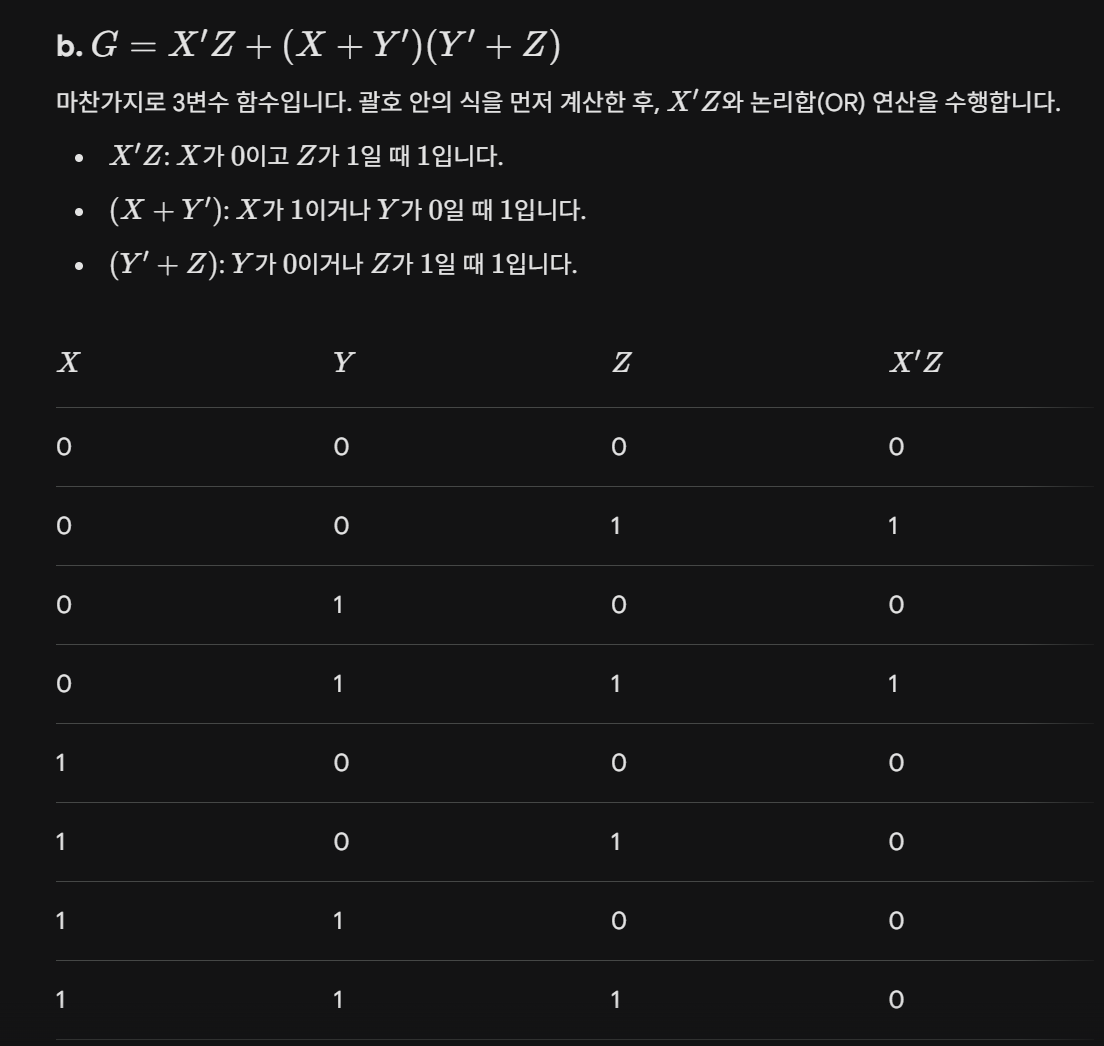 b. G = X'Z + (X + Y')(Y' + Z)
마찬가지로 3변수 함수입니다. 괄호 안의 식을 먼저 계산한 후, X'Z와 논리합(OR) 연산을 수행합니다.
• X'Z: X가 0이고 Z가 1일 때 1입니다.
• (X + Y'): X가 1이거나 Y가 0일 때 1입니다.
• (Y' + Z): Y가 0이거나 Z가 1일 때 1입니다.
X Y Z X'Z
0 0 0 0
0 0 1 1
0 1 0 0
0 1 1 1
1 0 0 0
1 0 1 0
1 1 0 0
1 1 1 0